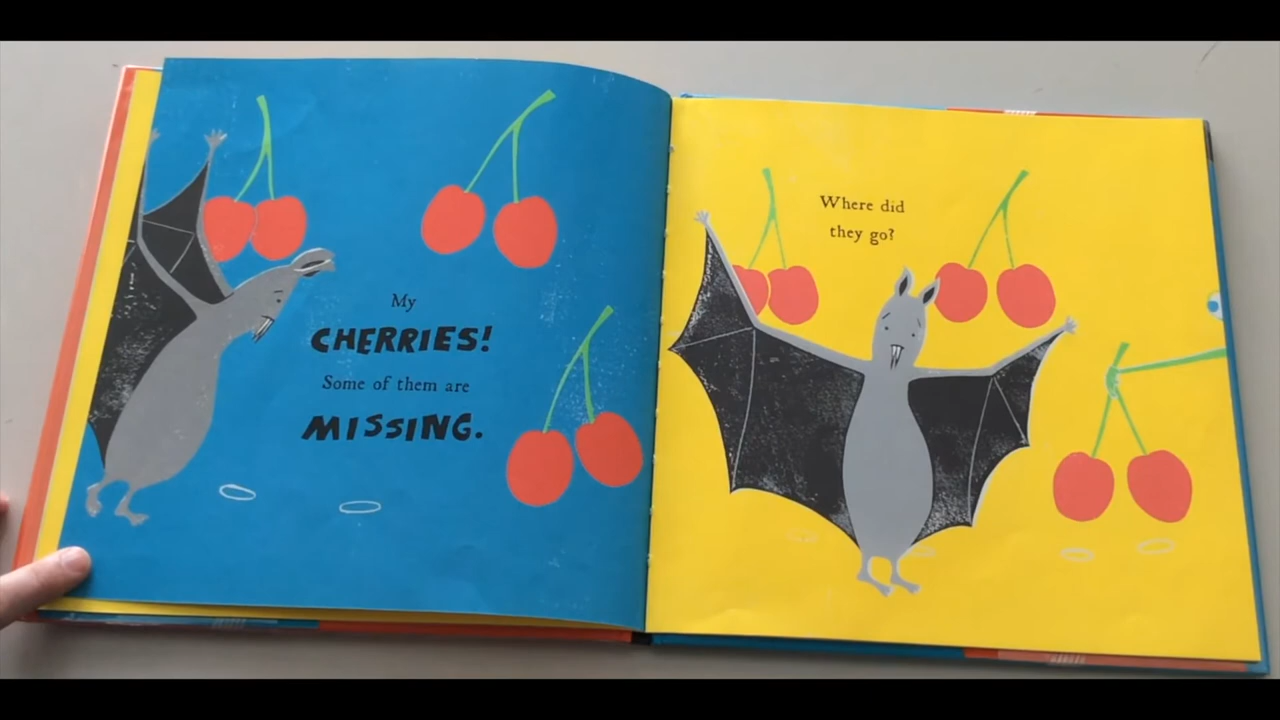 My
CHERRIES!
Some of them are
MISSING.
Where did
they go?